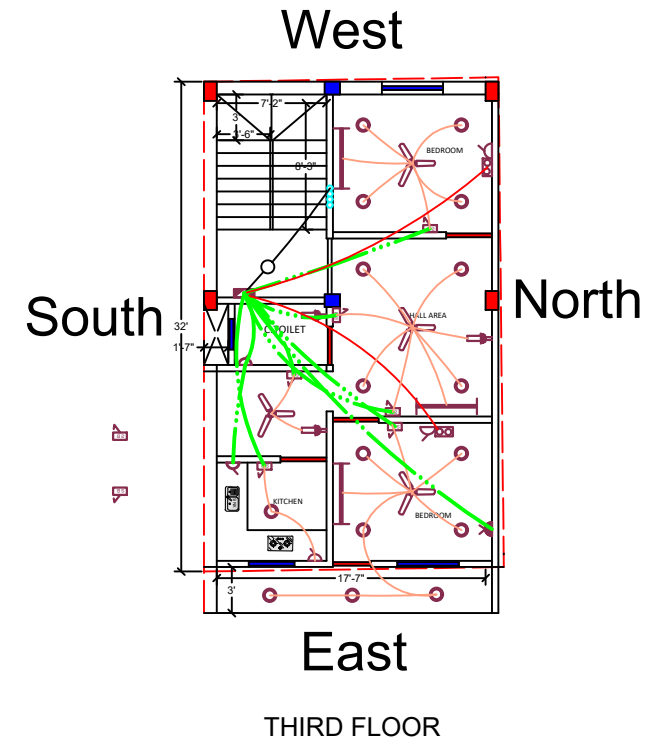 West
7'-2"
3'
3'-6"
8'-3"
BEDROOM
South
32'
1'-7"
C.TOILET
HALL AREA
North
KITCHEN
BEDROOM
17'-7"
3'
East
THIRD FLOOR